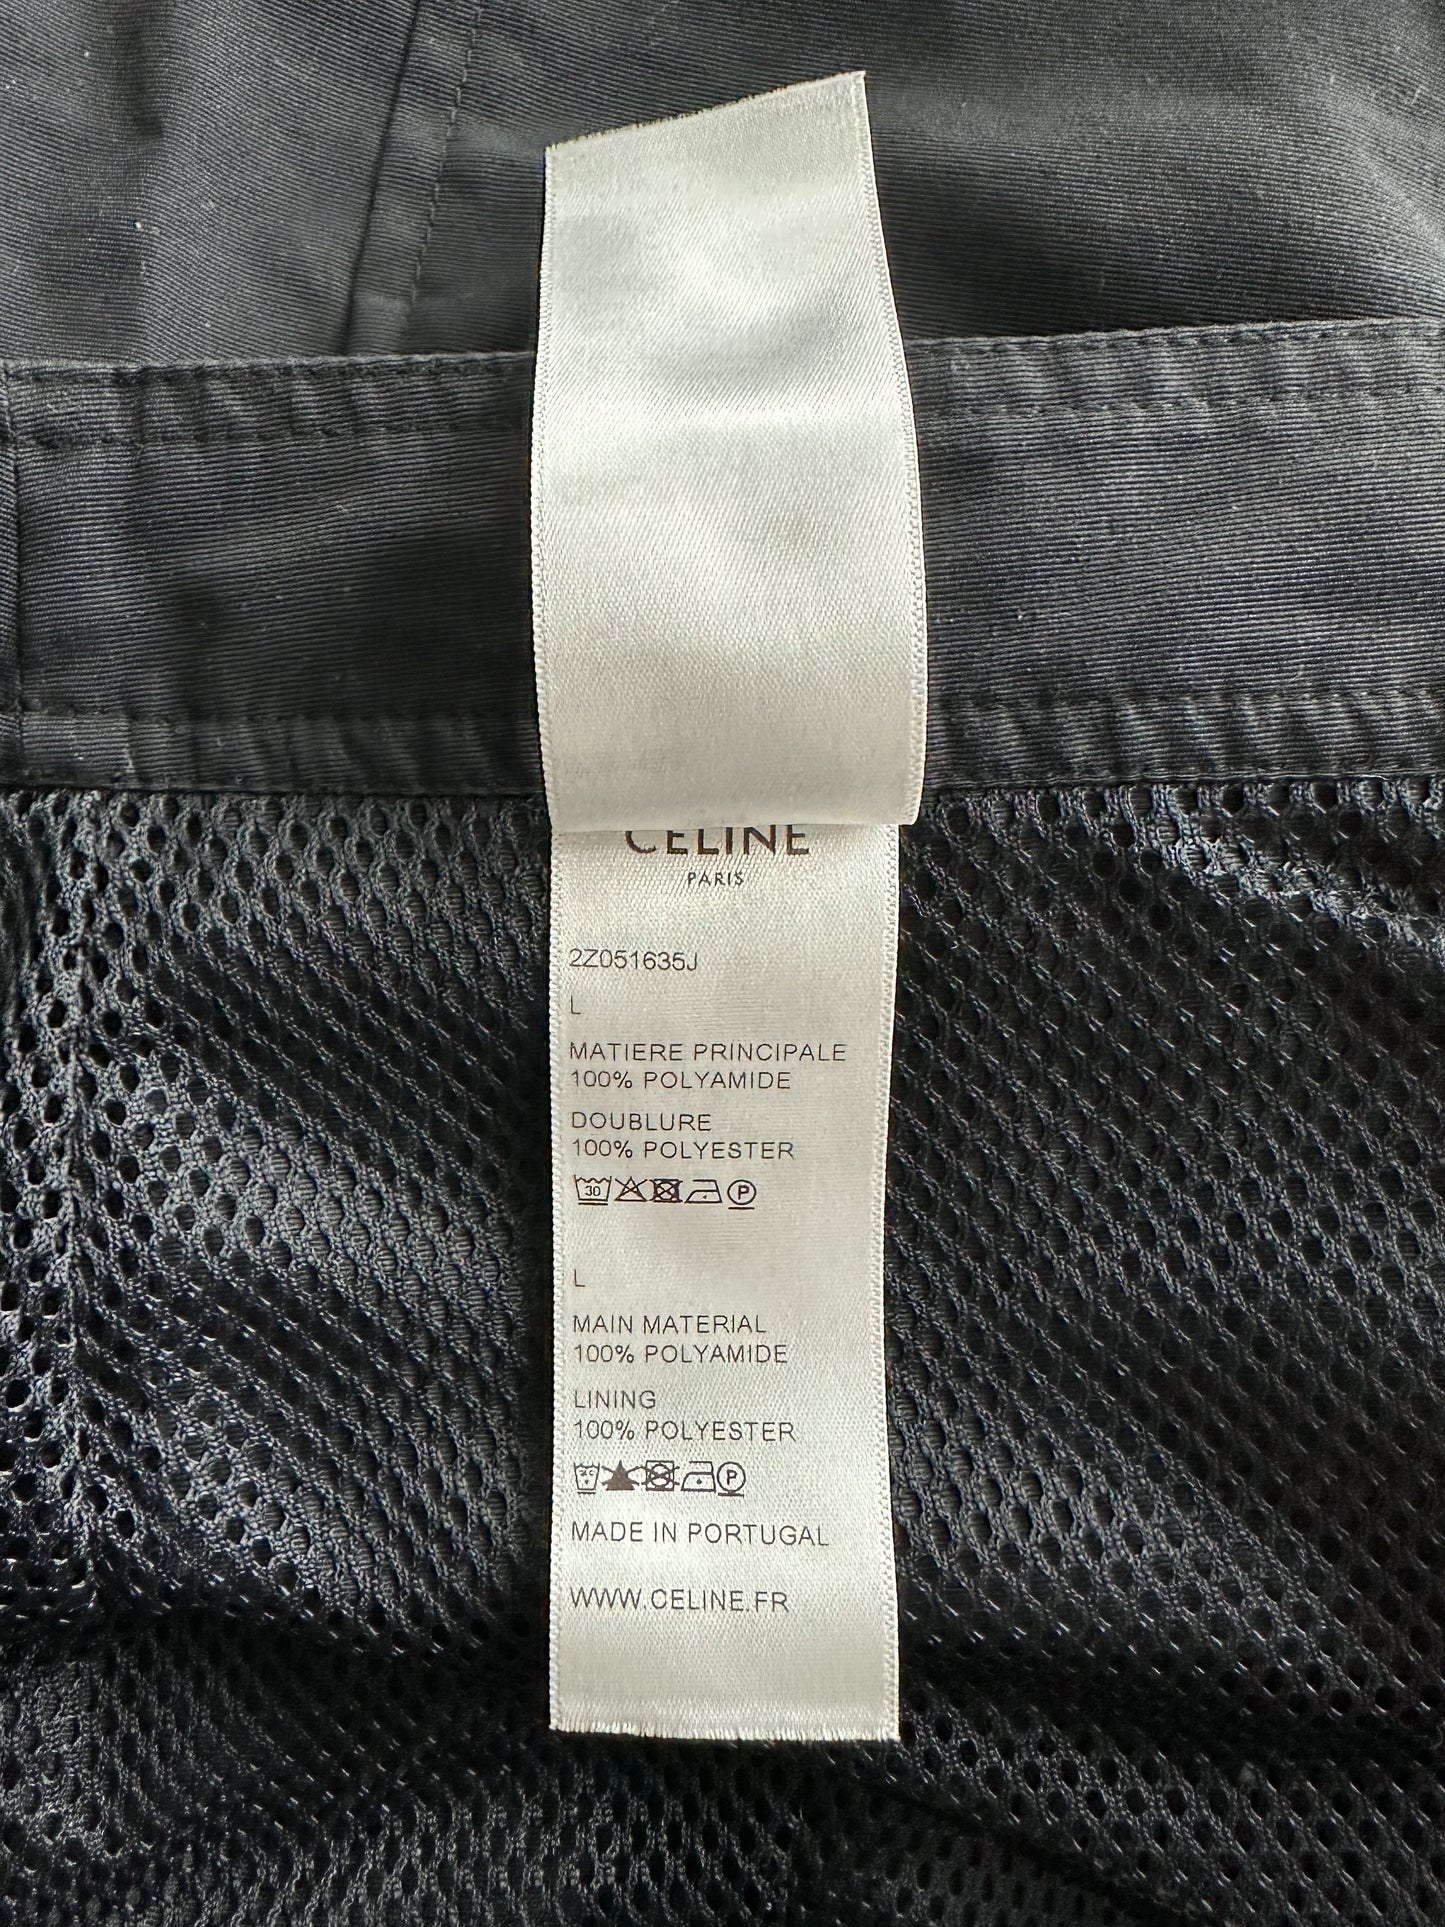 CELINE
PARIS
2Z051635J
L
MATIERE PRINCIPALE
100% POLYAMIDE
DOUBLURE
100% POLYESTER
30 P
L
MAIN MATERIAL
100% POLYAMIDE
LINING
100% POLYESTER
P
MADE IN PORTUGAL
WWW.CELINE.FR